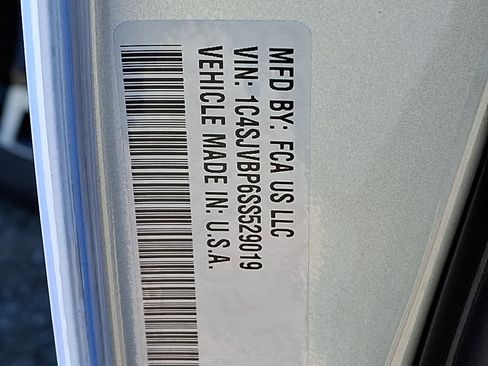 MFD BY: FCA US LLC
VIN: 1C4SJVBP6SS529019
VEHICLE MADE IN: U.S.A.